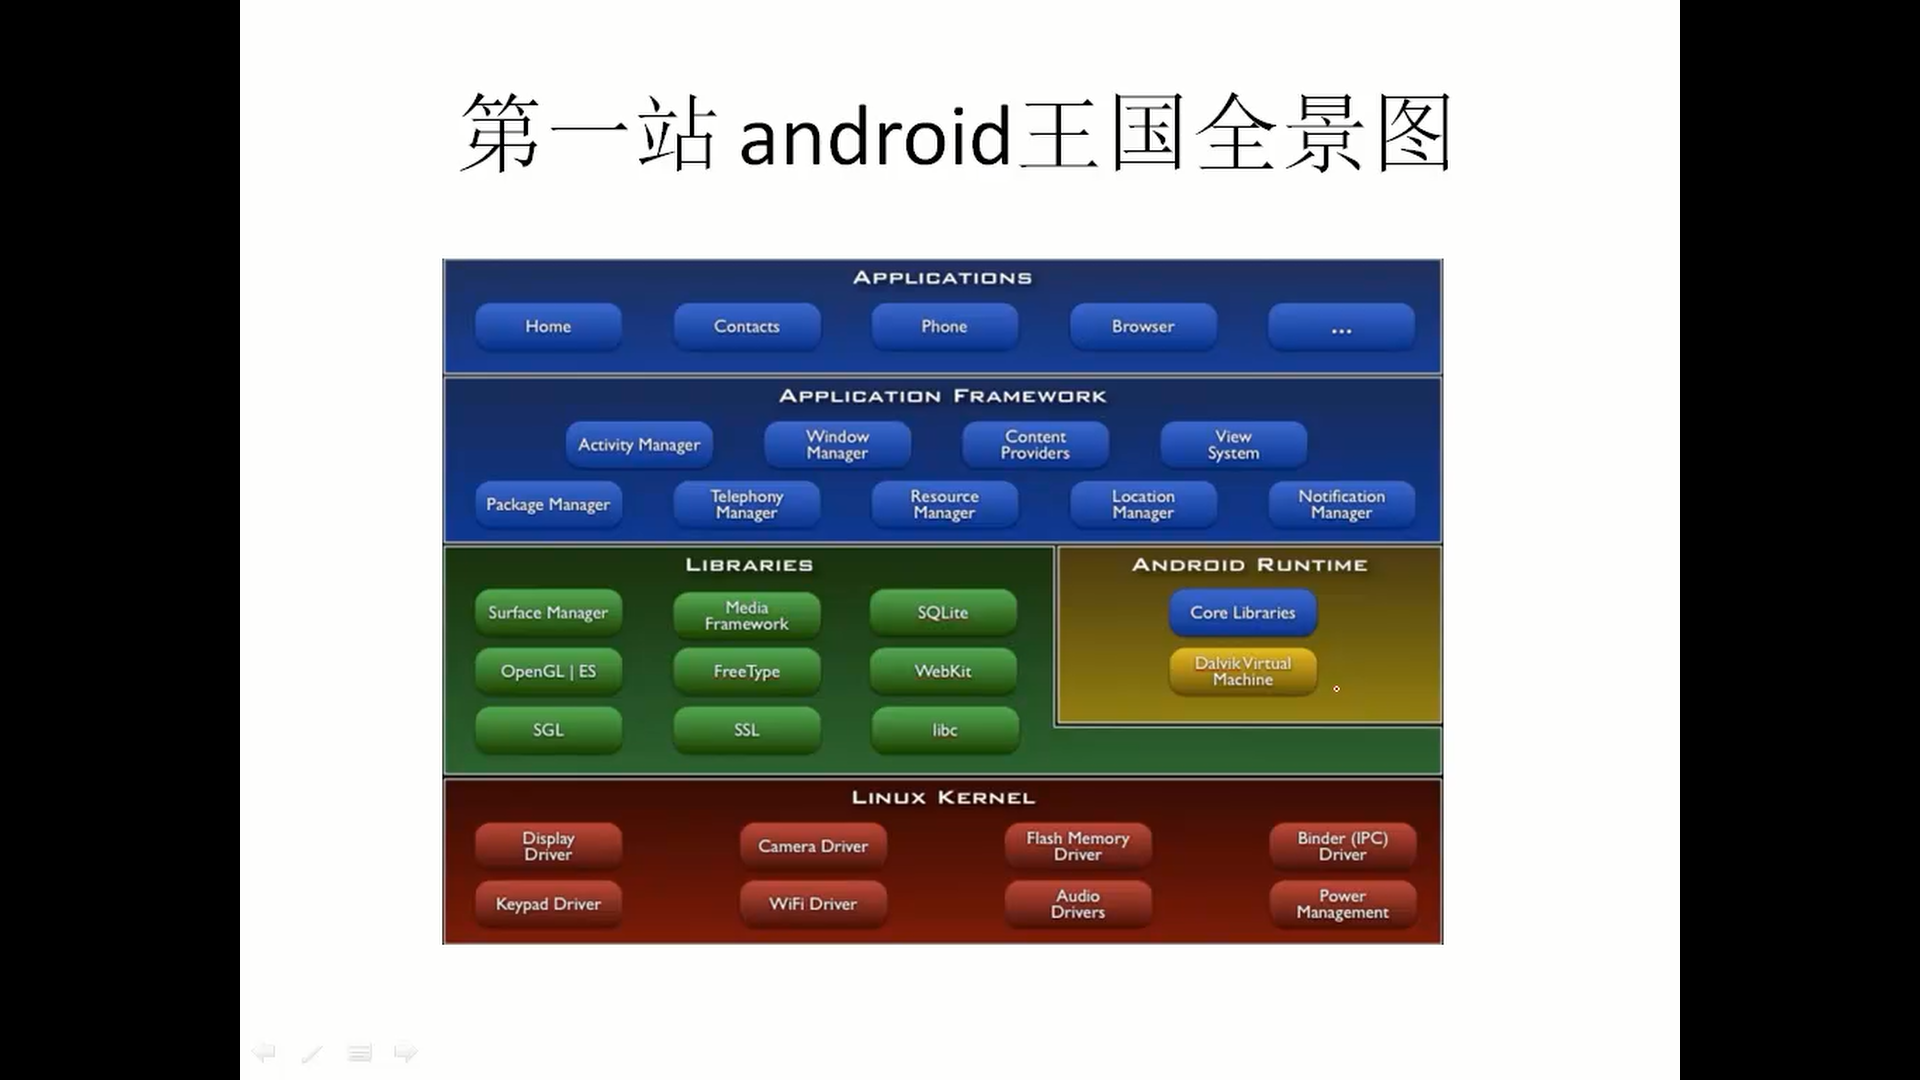 第一站 android王国全景图
APPLICATIONS
Home
Contacts
Phone
Browser
...
APPLICATION FRAMEWORK
Activity Manager
Window
Manager
Content
Providers
View
System
Package Manager
Telephony
Manager
Resource
Manager
Location
Manager
Notification
Manager
LIBRARIES
Surface Manager
Media
Framework
SQLite
OpenGL | ES
FreeType
WebKit
SGL
SSL
libc
ANDROID RUNTIME
Core Libraries
Dalvik Virtual
Machine
LINUX KERNEL
Display
Driver
Camera Driver
Flash Memory
Driver
Binder (IPC)
Driver
Keypad Driver
WiFi Driver
Audio
Drivers
Power
Management